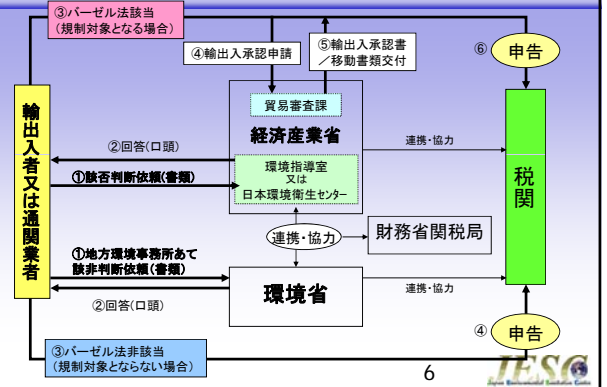 ③バーゼル法該当
(規制対象となる場合)
④輸出入承認申請
⑤輸出入承認書
／移動書類交付
⑥
申告
貿易審査課
経済産業省
環境指導室
又は
日本環境衛生センター
輸出入者又は通関業者
②回答(口頭)
①該否判断依頼(書類)
連携・協力
税関
連携・協力
財務省関税局
①地方環境事務所あて
該非判断依頼(書類)
②回答(口頭)
環境省
連携・協力
④
申告
③バーゼル法非該当
(規制対象とならない場合)
6
JESC
Japan Environmental Sanitation Center